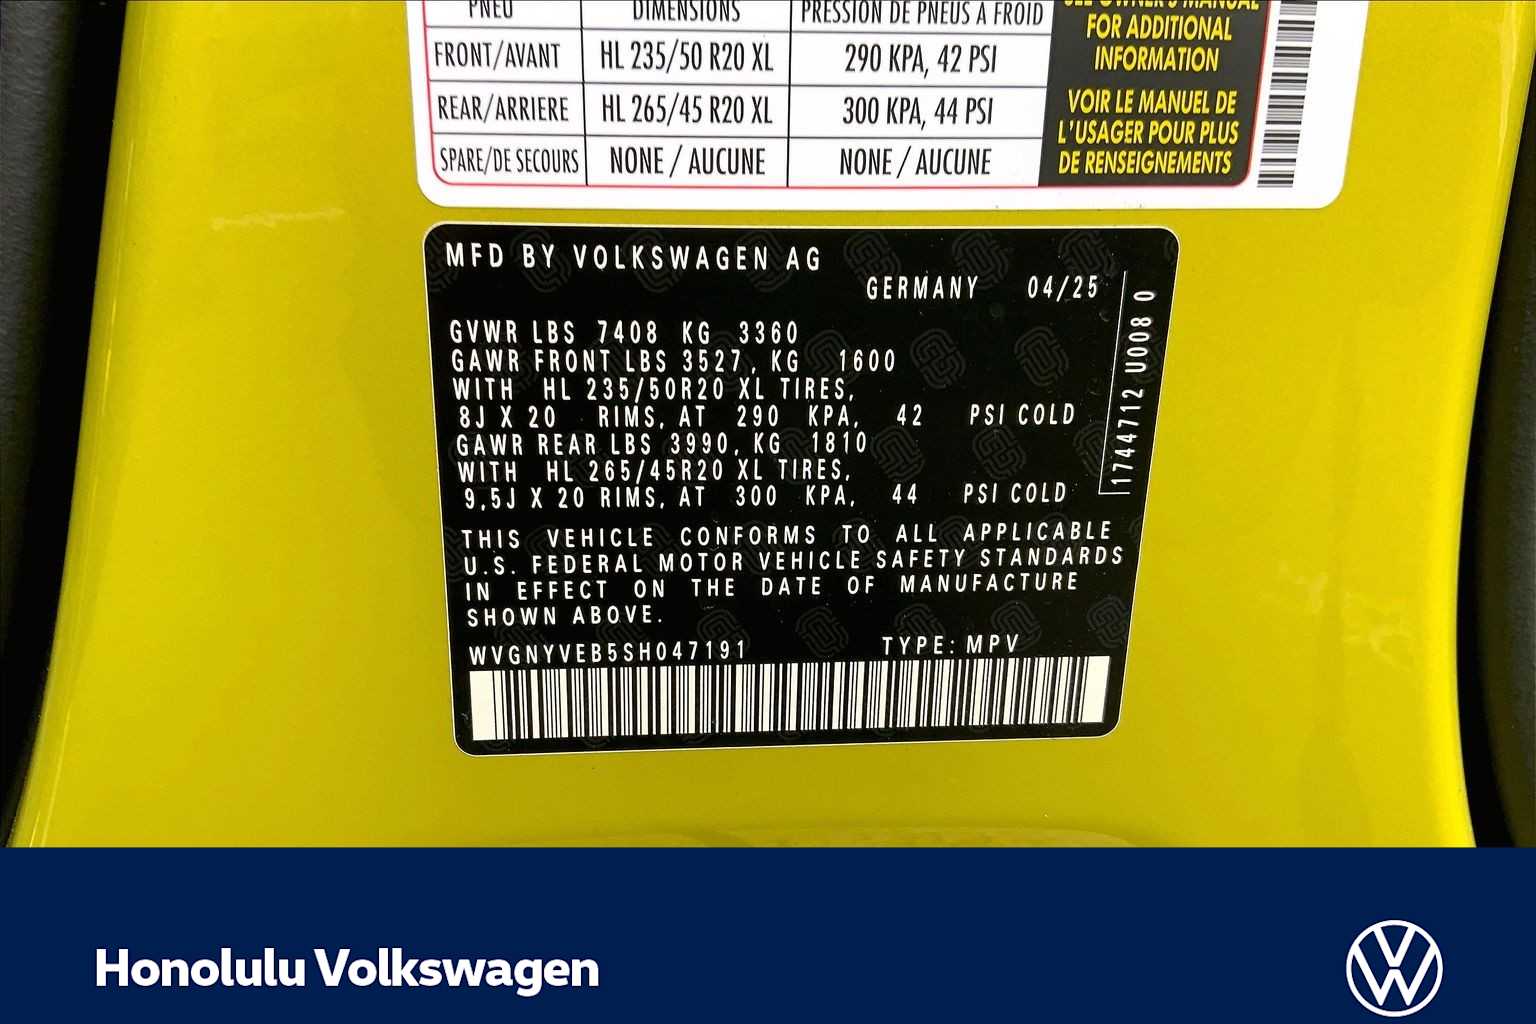 PNEU DIMENSIONS PRESSION DE PNEUS A FROID
FRONT/AVANT HL 235/50 R20 XL 290 KPA, 42 PSI
REAR/ARRIERE HL 265/45 R20 XL 300 KPA, 44 PSI
SPARE/DE SECOURS NONE / AUCUNE NONE / AUCUNE
SEE OWNER'S MANUAL
FOR ADDITIONAL
INFORMATION
VOIR LE MANUEL DE
L'USAGER POUR PLUS
DE RENSEIGNEMENTS
MFD BY VOLKSWAGEN AG
GERMANY 04/25
GVWR LBS 7408 KG 3360
GAWR FRONT LBS 3527, KG 1600
WITH HL 235/50R20 XL TIRES,
8J X 20 RIMS, AT 290 KPA, 42 PSI COLD
GAWR REAR LBS 3990, KG 1810
WITH HL 265/45R20 XL TIRES,
9,5J X 20 RIMS, AT 300 KPA, 44 PSI COLD
1744712 U008 0
THIS VEHICLE CONFORMS TO ALL APPLICABLE
U.S. FEDERAL MOTOR VEHICLE SAFETY STANDARDS
IN EFFECT ON THE DATE OF MANUFACTURE
SHOWN ABOVE.
WVGNYVEB5SH047191 TYPE: MPV
Honolulu Volkswagen